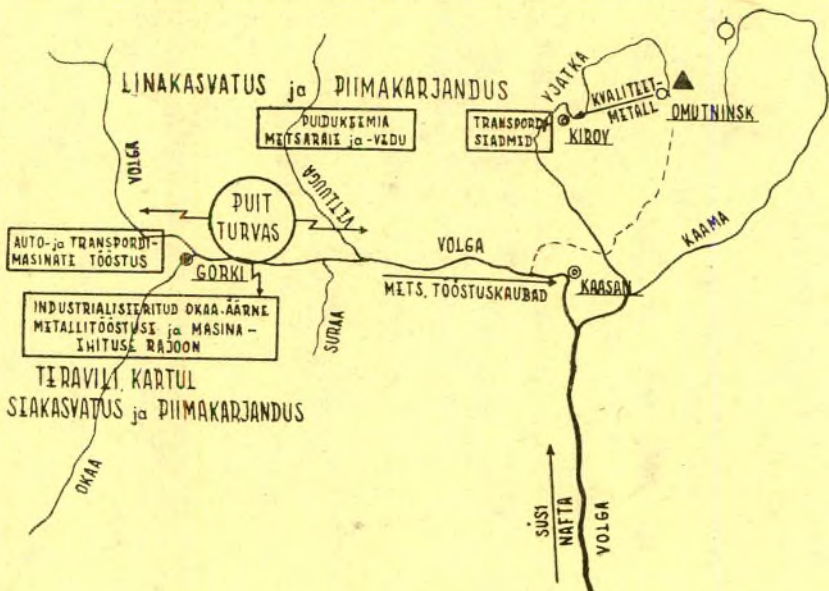 LINAKASVATUS ja PIIMAKARJANDUS
VJATKA
KVALITEET-
METALL
OMUTNINSK
PUIDUKEEMIA
METSARAIE ja -VEDU
TRANSPORDI
SEADMED
KIROV
VOLGA
VETLUUGA
KAAMA
PUIT
TURVAS
AUTO- ja TRANSPORDI-
MASINATE TÖÖSTUS
GORKI
VOLGA
METS, TÖÖSTUSKAUBAD
KAASAN
INDUSTRIALISEERITUD OKAA-ÄÄRNE
METALLITÖÖSTUSE ja MASINA-
EHITUSE RAJOON
SURAA
TERAVILI, KARTUL
SEAKASVATUS ja PIIMAKARJANDUS
OKAA
SÜSI
NAFTA
VOLGA